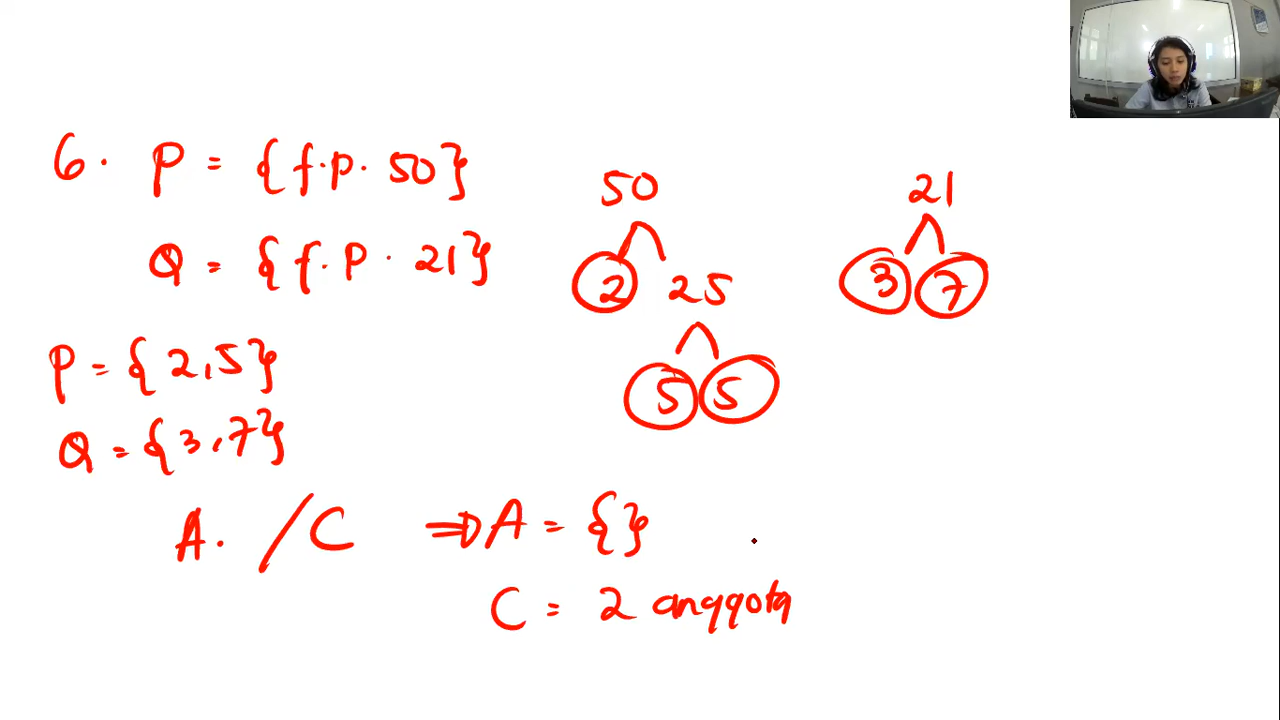 6. P = {f.p. 50}
Q = {f.p. 21}
P = {2,5}
Q = {3,7}
50
2 25
5 5
21
3 7
A. / C ⇒ A = {}
C = 2 anggota